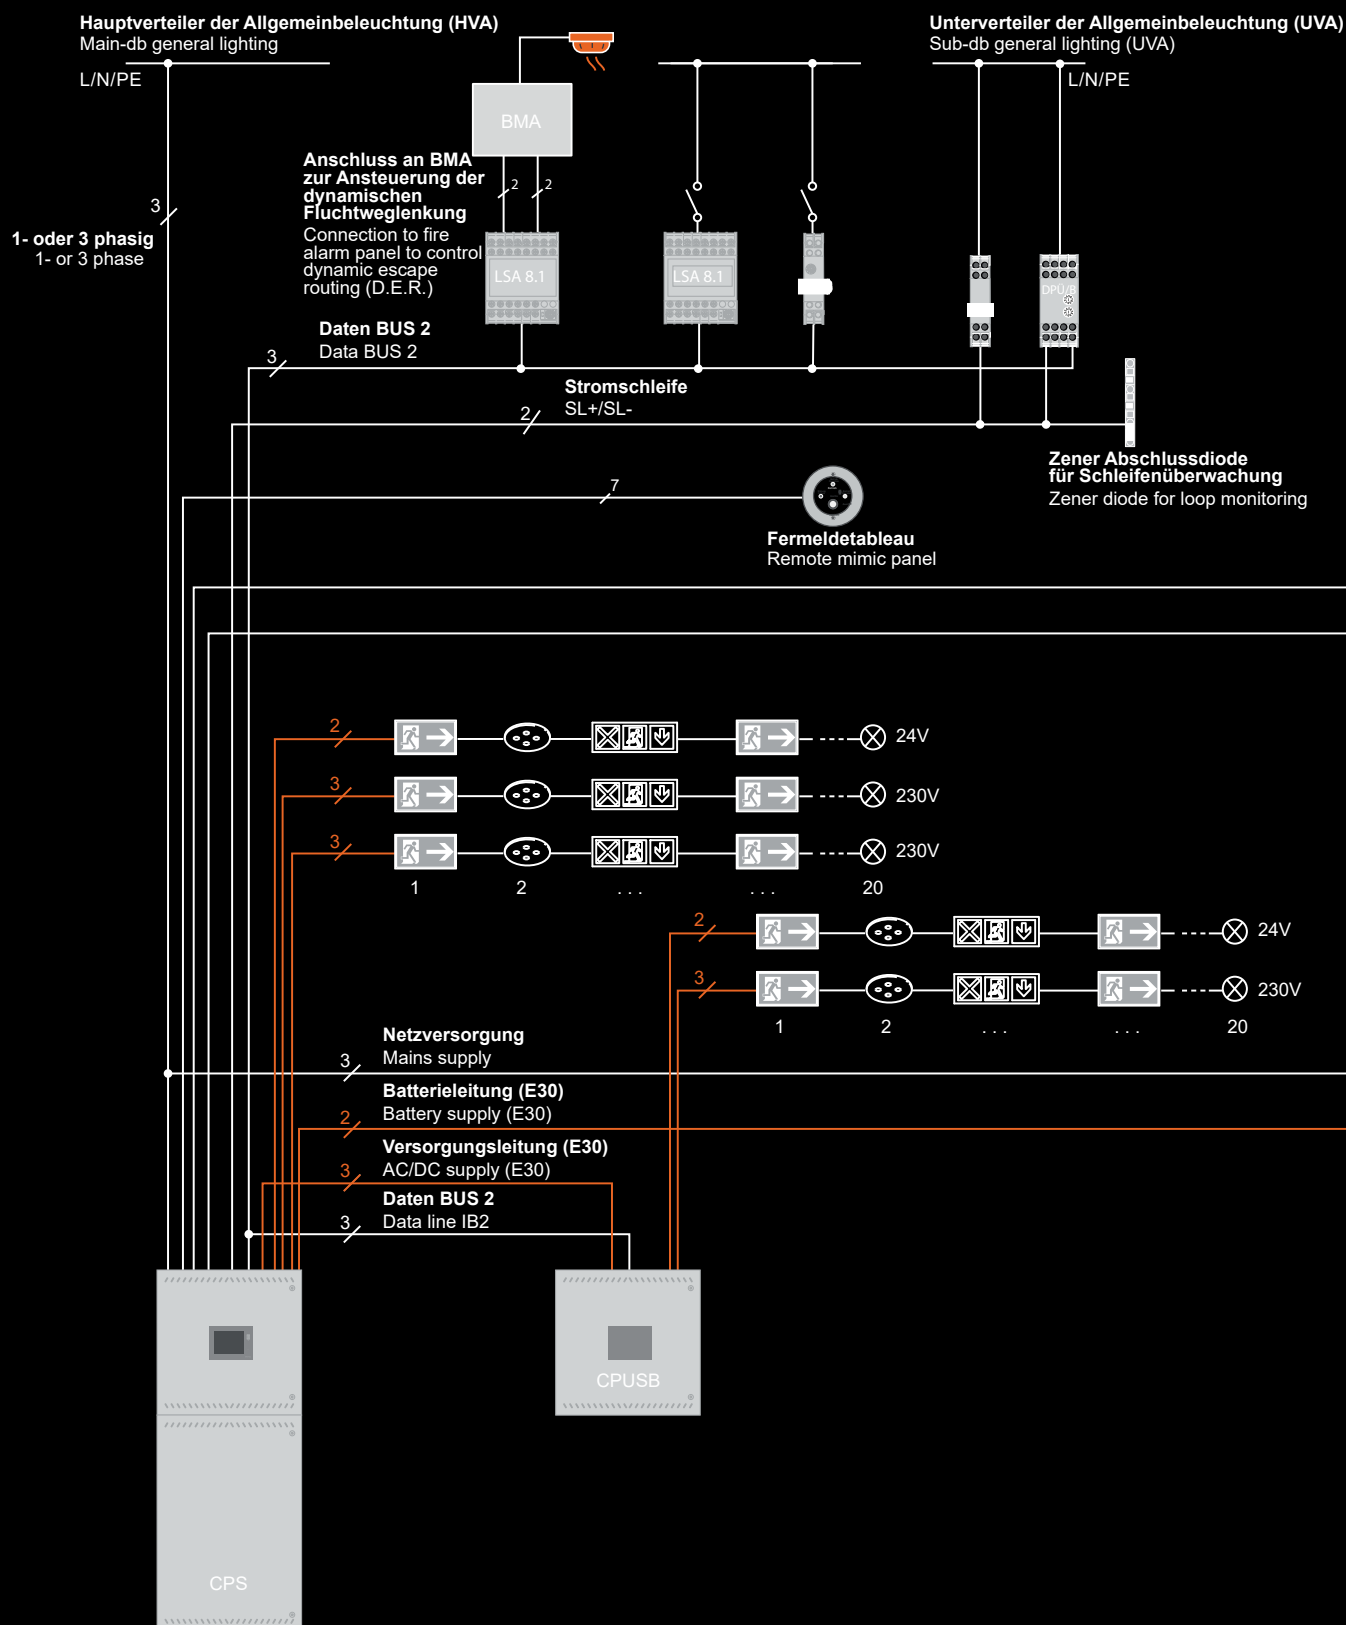 Hauptverteiler der Allgemeinbeleuchtung (HVA)
Main-db general lighting
L/N/PE
Unterverteiler der Allgemeinbeleuchtung (UVA)
Sub-db general lighting (UVA)
L/N/PE
BMA
Anschluss an BMA
zur Ansteuerung der
dynamischen
Fluchtweglenkung
Connection to fire
alarm panel to control
dynamic escape
routing (D.E.R.)
2
2
3
1- oder 3 phasig
1- or 3 phase
LSA 8.1
LSA 8.1
DPÜ/B
Daten BUS 2
Data BUS 2
3
Stromschleife
SL+/SL-
2
Zener Abschlussdiode
für Schleifenüberwachung
Zener diode for loop monitoring
7
Fermeldetableau
Remote mimic panel
2
24V
3
230V
3
230V
1
2
. . .
. . .
20
2
24V
3
230V
1
2
. . .
. . .
20
Netzversorgung
Mains supply
3
Batterieleitung (E30)
Battery supply (E30)
2
Versorgungsleitung (E30)
AC/DC supply (E30)
3
Daten BUS 2
Data line IB2
3
CPUSB
CPS